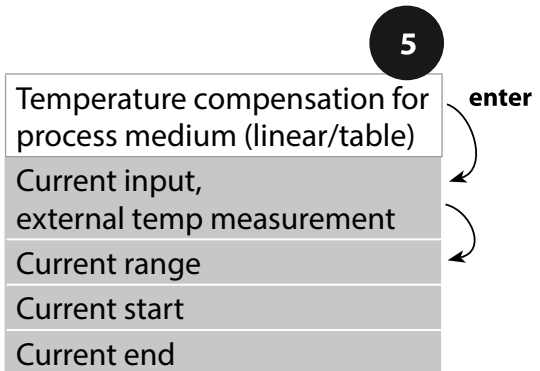 5
Temperature compensation for
process medium (linear/table)
enter
Current input,
external temp measurement
Current range
Current start
Current end